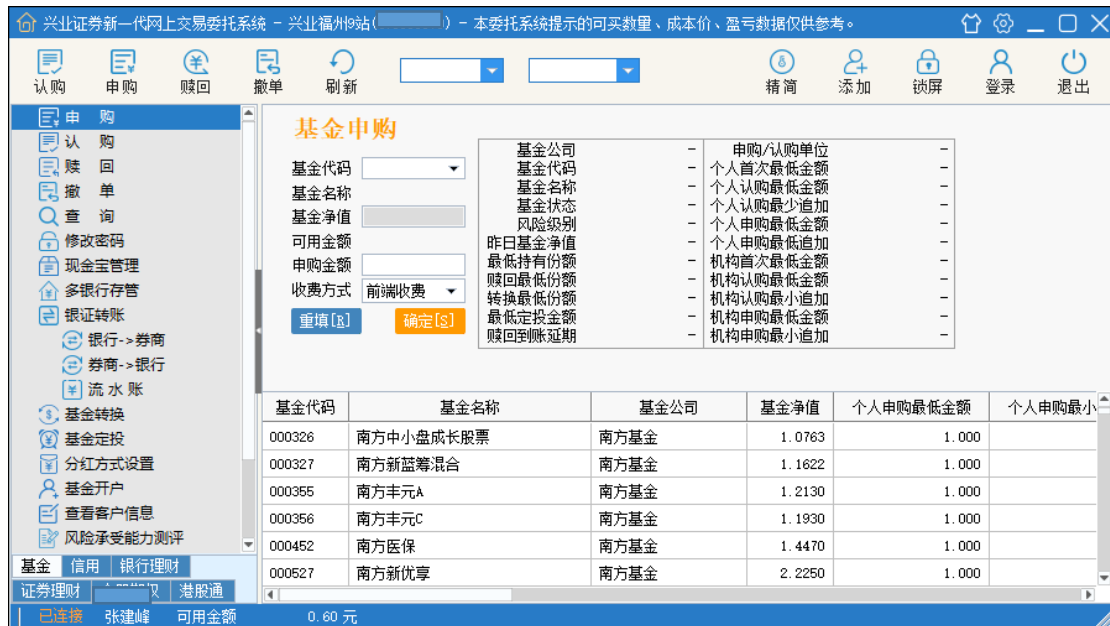 兴业证券新一代网上交易委托系统 - 兴业福州9站( ) - 本委托系统提示的可买数量、成本价、盈亏数据仅供参考。
认购 申购 赎回 撤单 刷新 精简 添加 锁屏 登录 退出
申 购
认 购
赎 回
撤 单
查 询
修改密码
现金宝管理
多银行存管
银证转账
银行->券商
券商->银行
流 水 账
基金转换
基金定投
分红方式设置
基金开户
查看客户信息
风险承受能力测评
基金 信用 银行理财
证券理财 权 港股通
基金申购
基金代码
基金名称
基金净值
可用金额
申购金额
收费方式 前端收费
重填[R] 确定[S]
基金公司 - 申购/认购单位 -
基金代码 - 个人首次最低金额 -
基金名称 - 个人认购最低金额 -
基金状态 - 个人认购最少追加 -
风险级别 - 个人申购最低金额 -
昨日基金净值 - 个人申购最低追加 -
最低持有份额 - 机构首次最低金额 -
赎回最低份额 - 机构认购最低金额 -
转换最低份额 - 机构认购最小追加 -
最低定投金额 - 机构申购最低金额 -
赎回到账延期 - 机构申购最小追加 -
基金代码 基金名称 基金公司 基金净值 个人申购最低金额 个人申购最小
000326 南方中小盘成长股票 南方基金 1.0763 1.000
000327 南方新蓝筹混合 南方基金 1.1622 1.000
000355 南方丰元A 南方基金 1.2130 1.000
000356 南方丰元C 南方基金 1.1930 1.000
000452 南方医保 南方基金 1.4470 1.000
000527 南方新优享 南方基金 2.2250 1.000
已连接 张建峰 可用金额 0.60 元